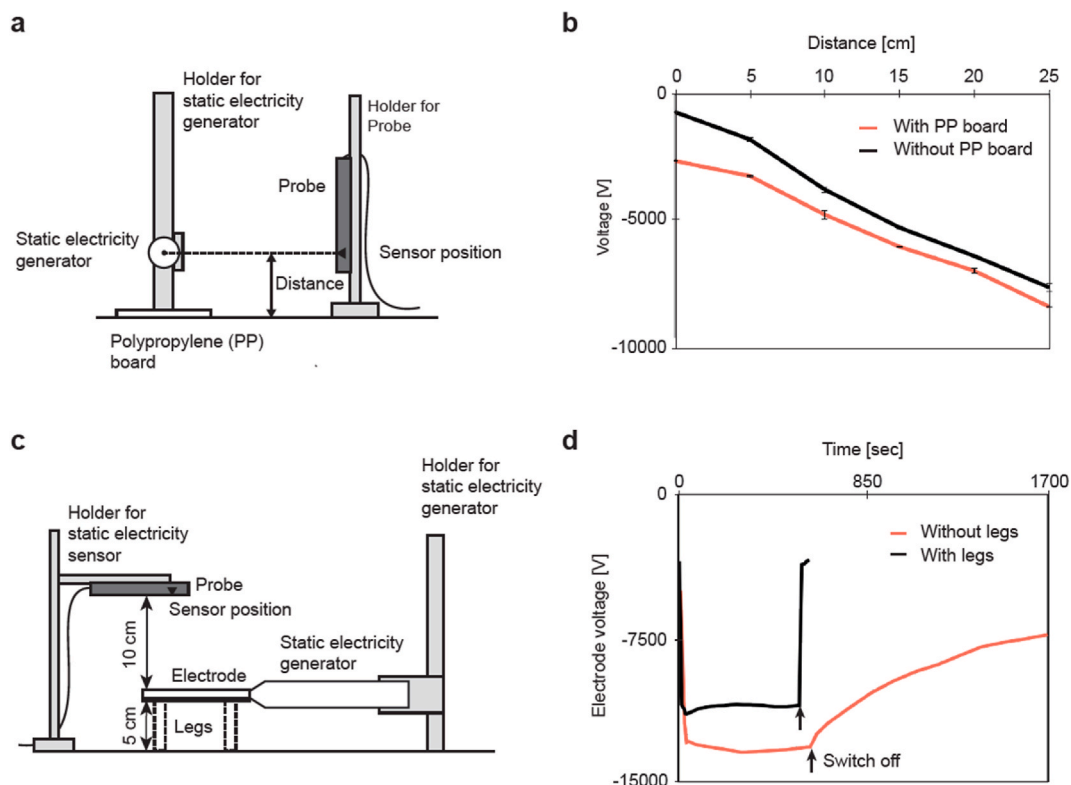 a
Holder for
static electricity
generator
Holder for
Probe
Probe
Static electricity
generator
Sensor position
Distance
Polypropylene (PP)
board
b
Distance [cm]
0 5 10 15 20 25
0
-5000
-10000
Voltage [V]
With PP board
Without PP board
c
Holder for
static electricity
sensor
Holder for
static electricity
generator
Probe
Sensor position
10 cm
Static electricity
generator
Electrode
5 cm
Legs
d
Time [sec]
0 850 1700
0
-7500
-15000
Electrode voltage [V]
Without legs
With legs
Switch off